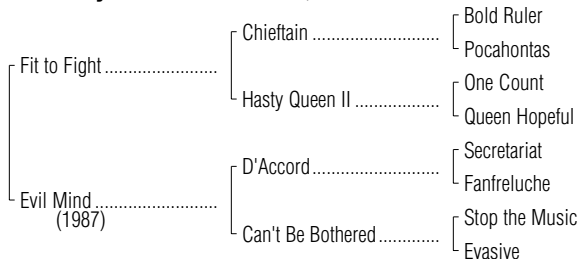 Bold Ruler
Chieftain
Pocahontas
Fit to Fight
One Count
Hasty Queen II
Queen Hopeful
Secretariat
D'Accord
Fanfreluche
Evil Mind
(1987)
Stop the Music
Can't Be Bothered
Evasive